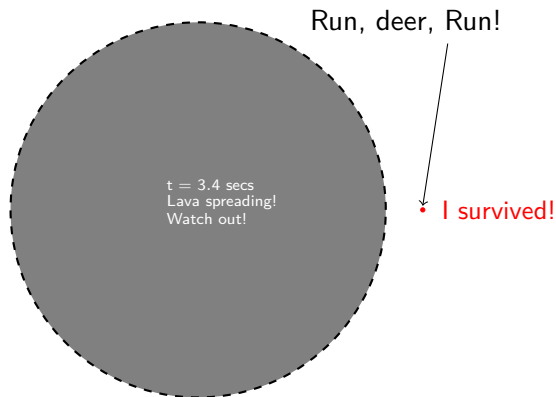 Run, deer, Run!
t = 3.4 secs
Lava spreading!
Watch out!
I survived!